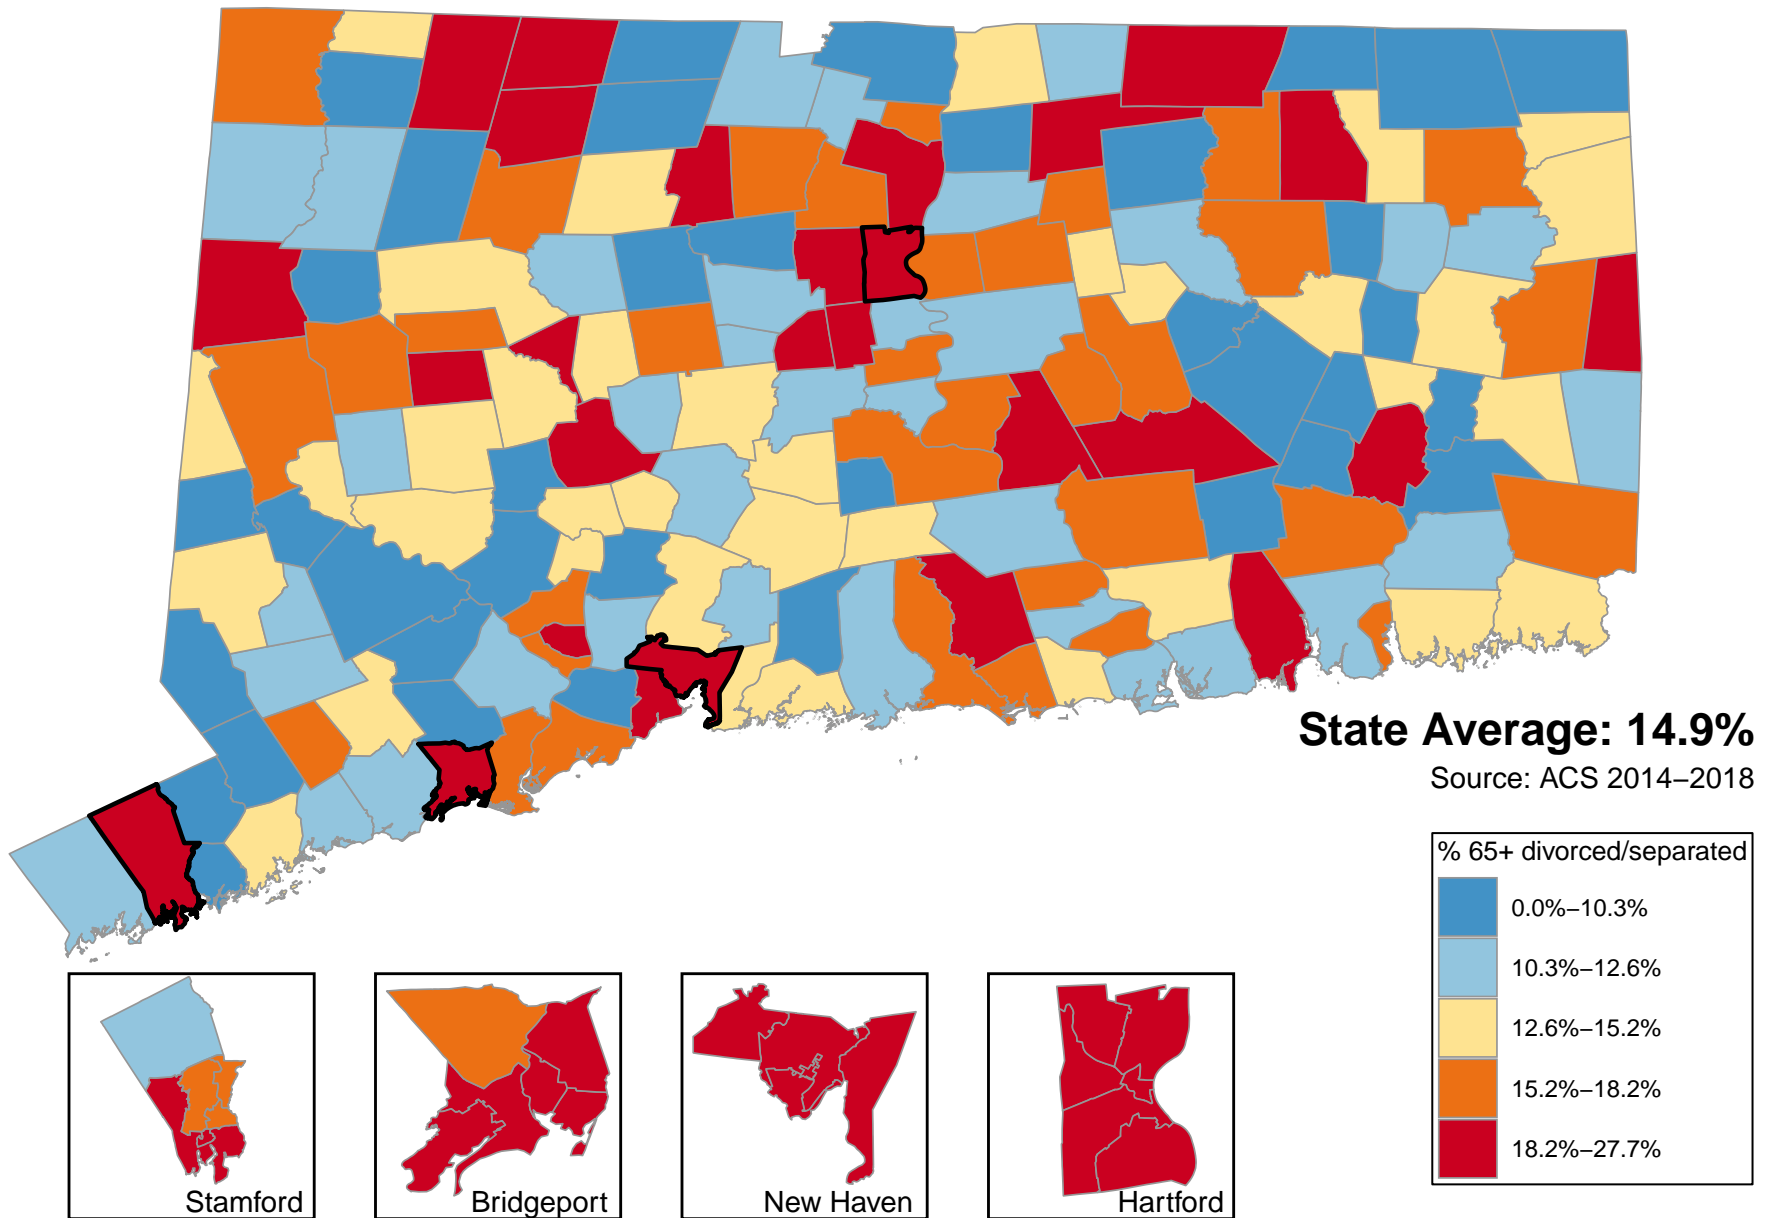 State Average: 14.9%
Source: ACS 2014–2018
% 65+ divorced/separated
0.0%–10.3%
10.3%–12.6%
12.6%–15.2%
15.2%–18.2%
18.2%–27.7%
Stamford
Bridgeport
New Haven
Hartford